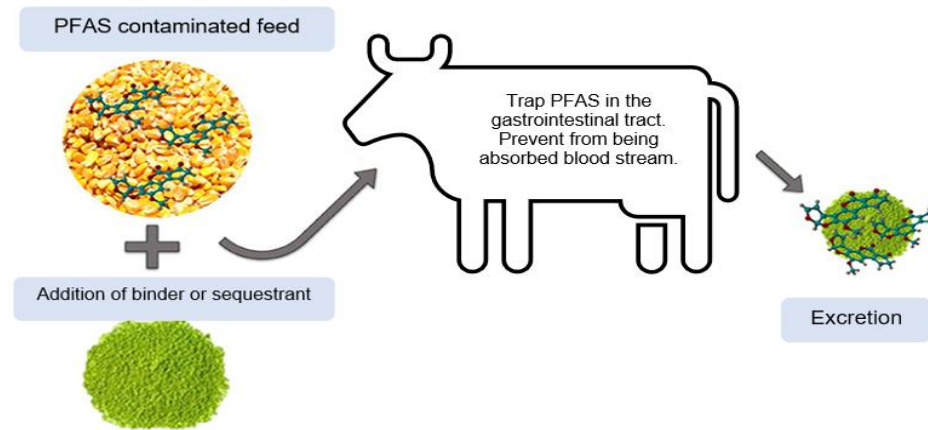 PFAS contaminated feed
Trap PFAS in the
gastrointestinal tract.
Prevent from being
absorbed blood stream.
Addition of binder or sequestrant
Excretion